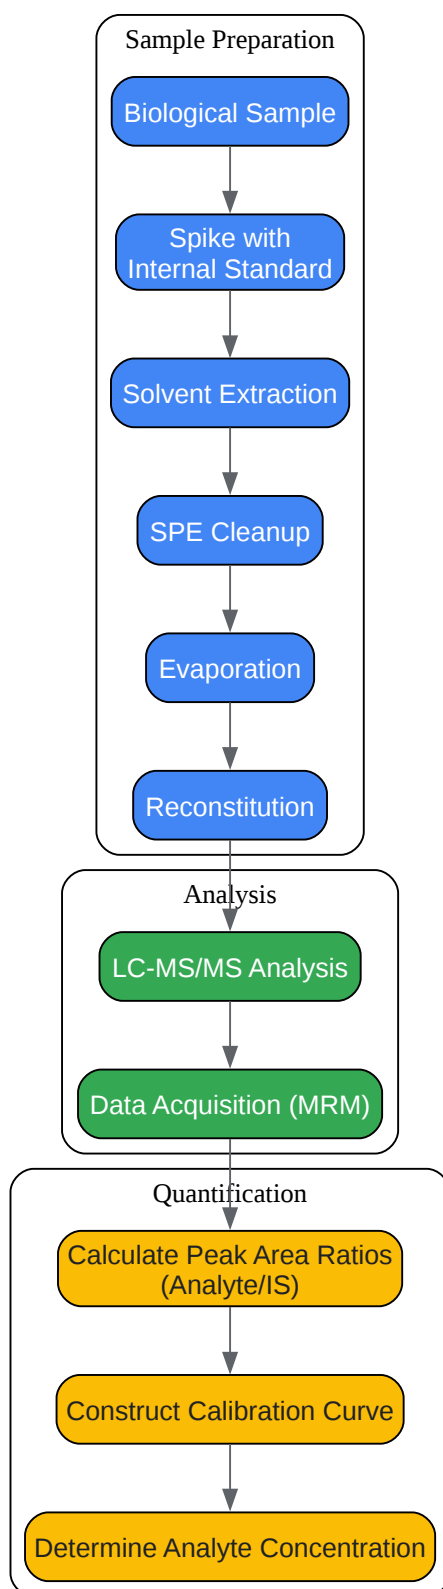 Sample Preparation
Biological Sample
Spike with
Internal Standard
Solvent Extraction
SPE Cleanup
Evaporation
Reconstitution
Analysis
LC-MS/MS Analysis
Data Acquisition (MRM)
Quantification
Calculate Peak Area Ratios
(Analyte/IS)
Construct Calibration Curve
Determine Analyte Concentration